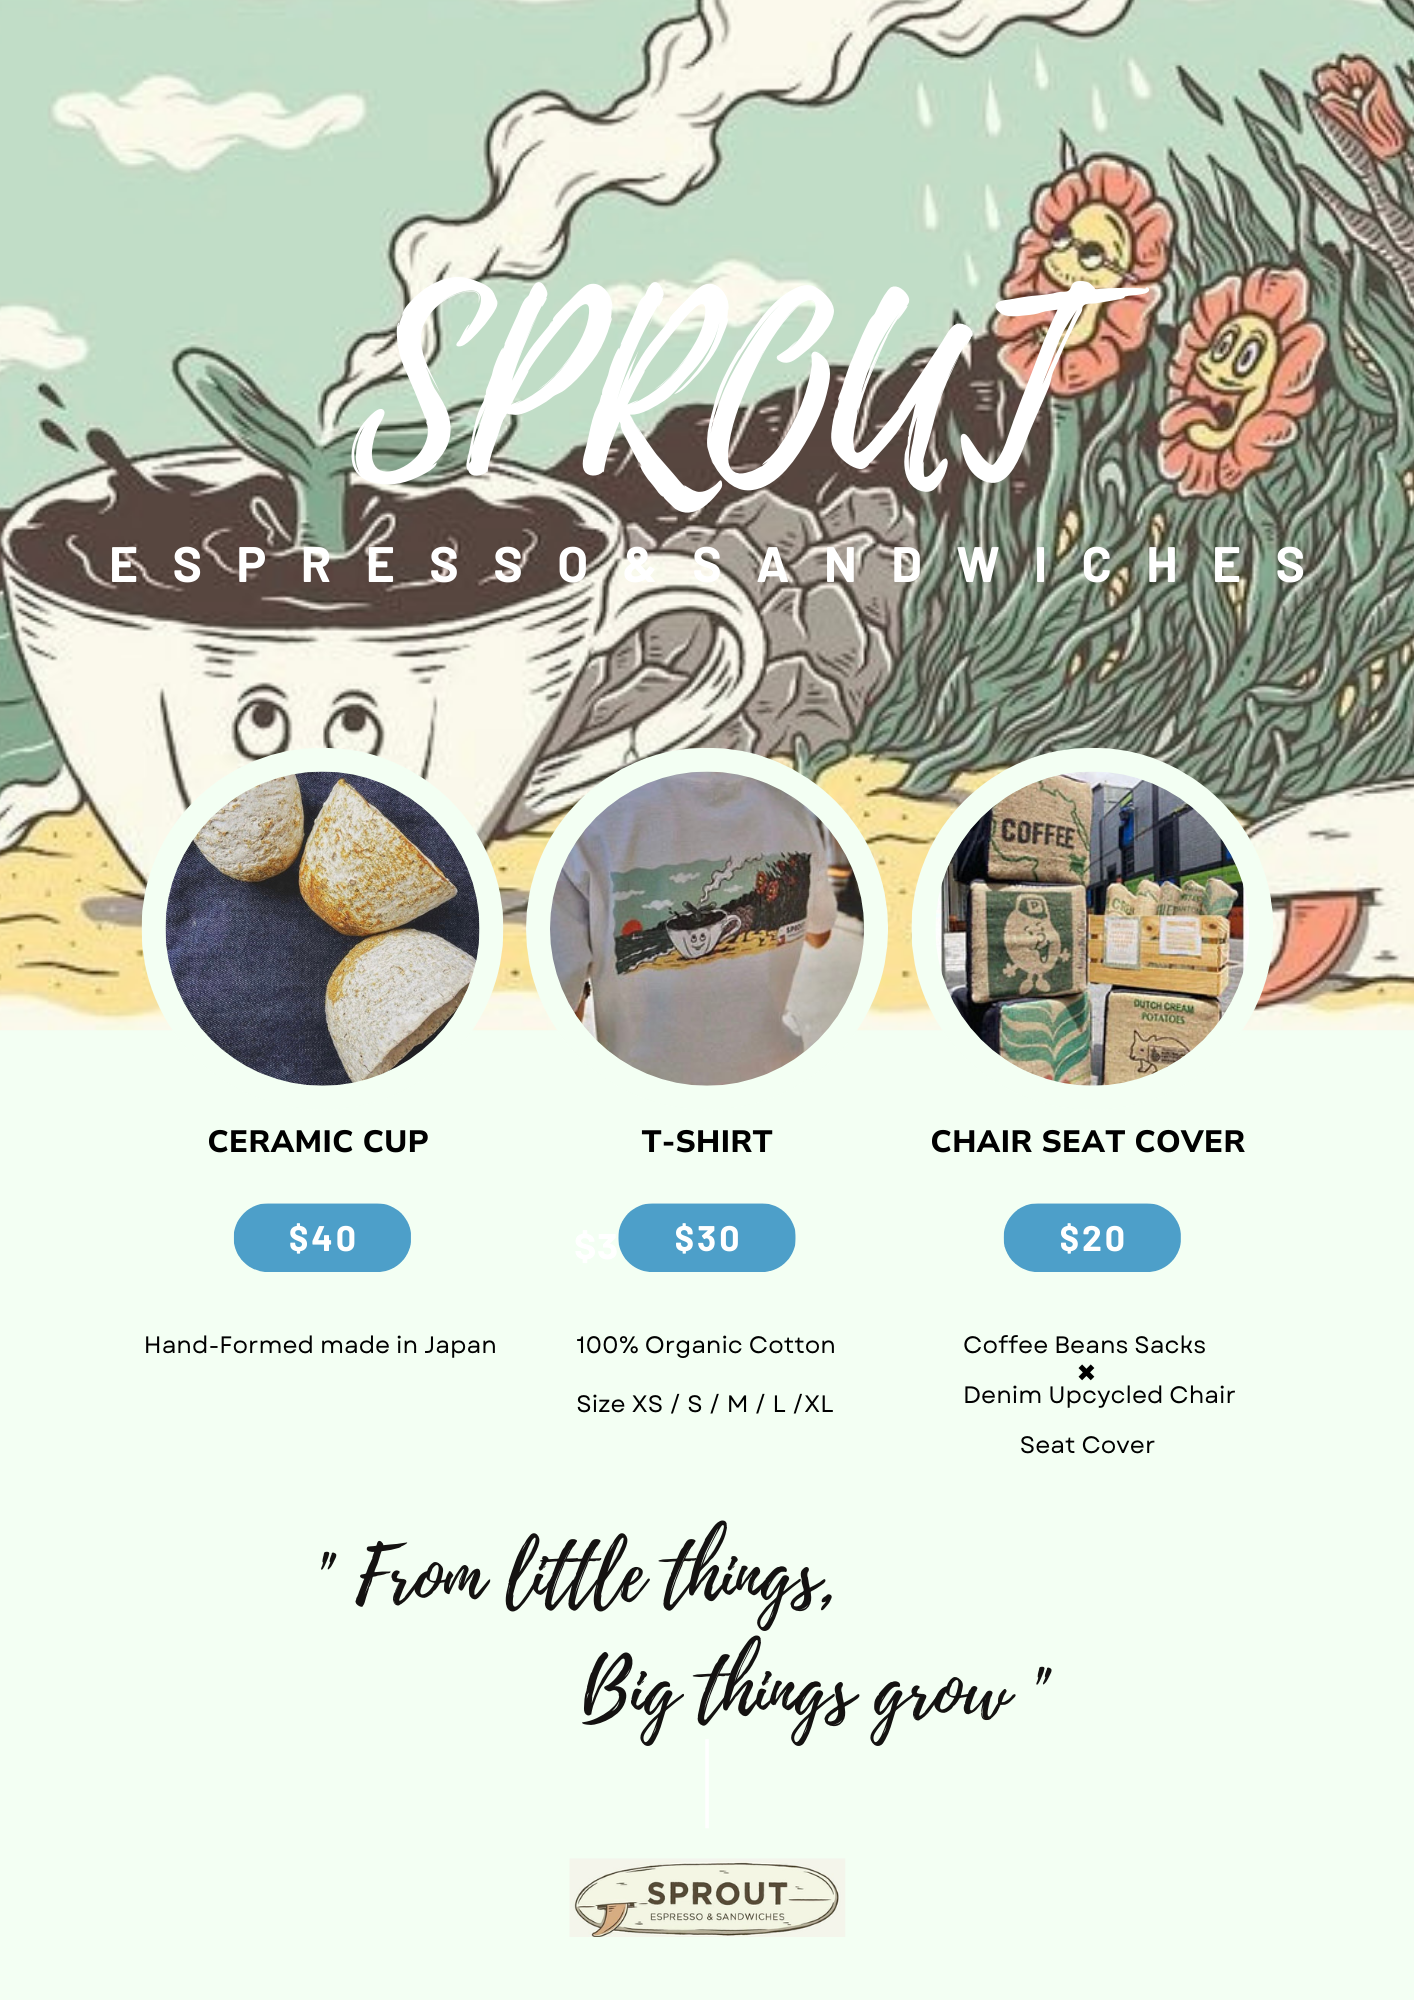 SPROUT
ESPRESSO&SANDWICHES
COFFEE
DUTCH CREAM
POTATOES
SPROUT
CERAMIC CUP
T-SHIRT
CHAIR SEAT COVER
$40
$3
$30
$20
Hand-Formed made in Japan
100% Organic Cotton
Size XS / S / M / L /XL
Coffee Beans Sacks
✖
Denim Upcycled Chair
Seat Cover
" From little things,
Big things grow "
SPROUT
ESPRESSO & SANDWICHES